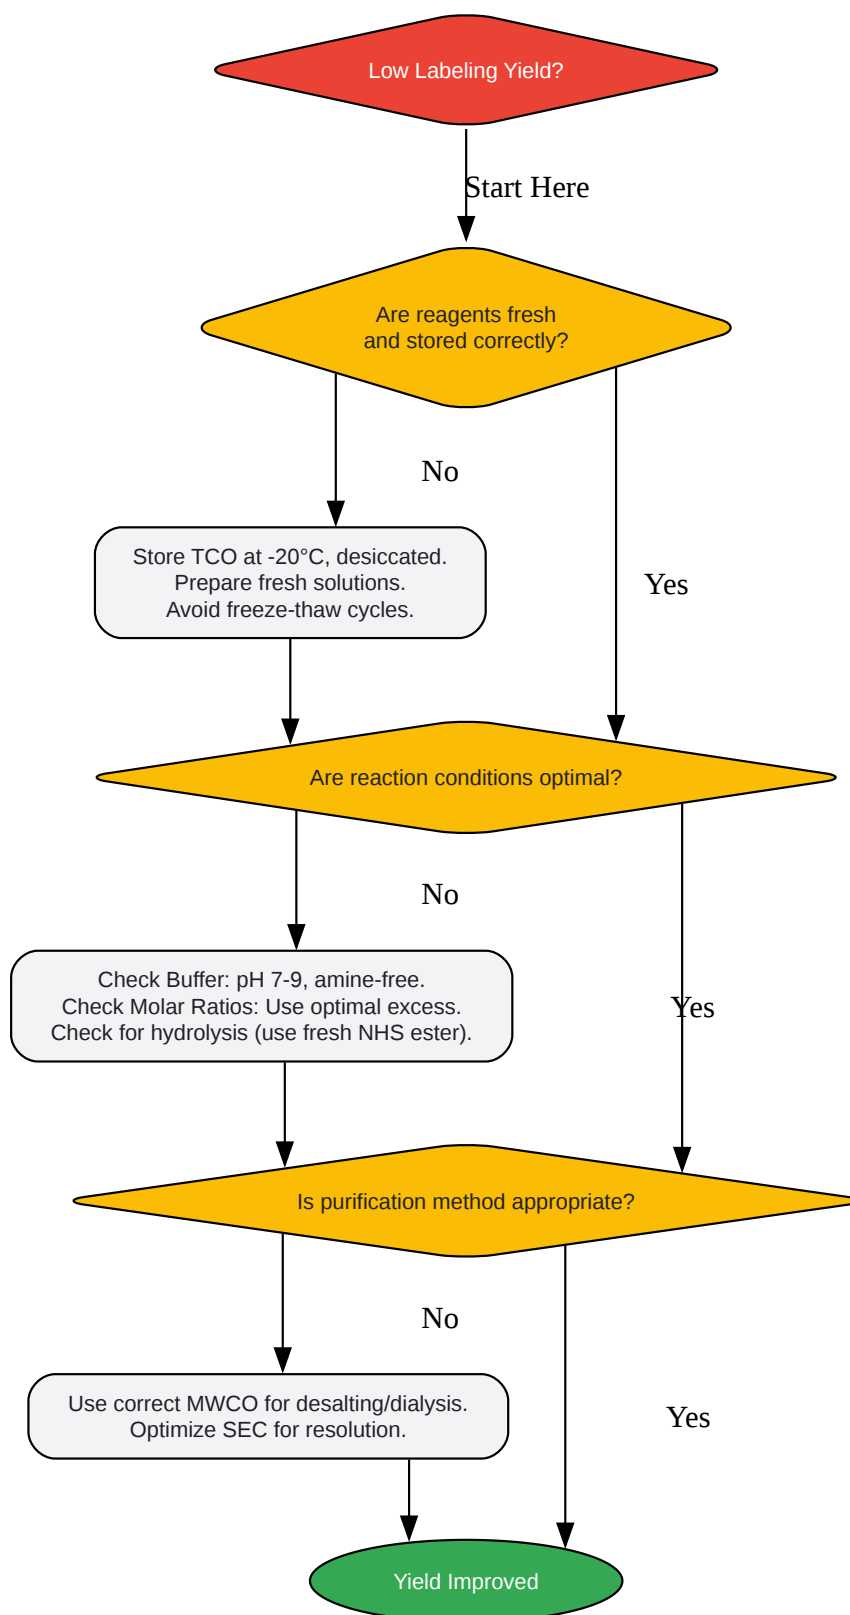 Low Labeling Yield?
Start Here
Are reagents fresh
and stored correctly?
No
Store TCO at -20°C, desiccated.
Prepare fresh solutions.
Avoid freeze-thaw cycles.
Yes
Are reaction conditions optimal?
No
Check Buffer: pH 7-9, amine-free.
Check Molar Ratios: Use optimal excess.
Check for hydrolysis (use fresh NHS ester).
Yes
Is purification method appropriate?
No
Use correct MWCO for desalting/dialysis.
Optimize SEC for resolution.
Yes
Yield Improved